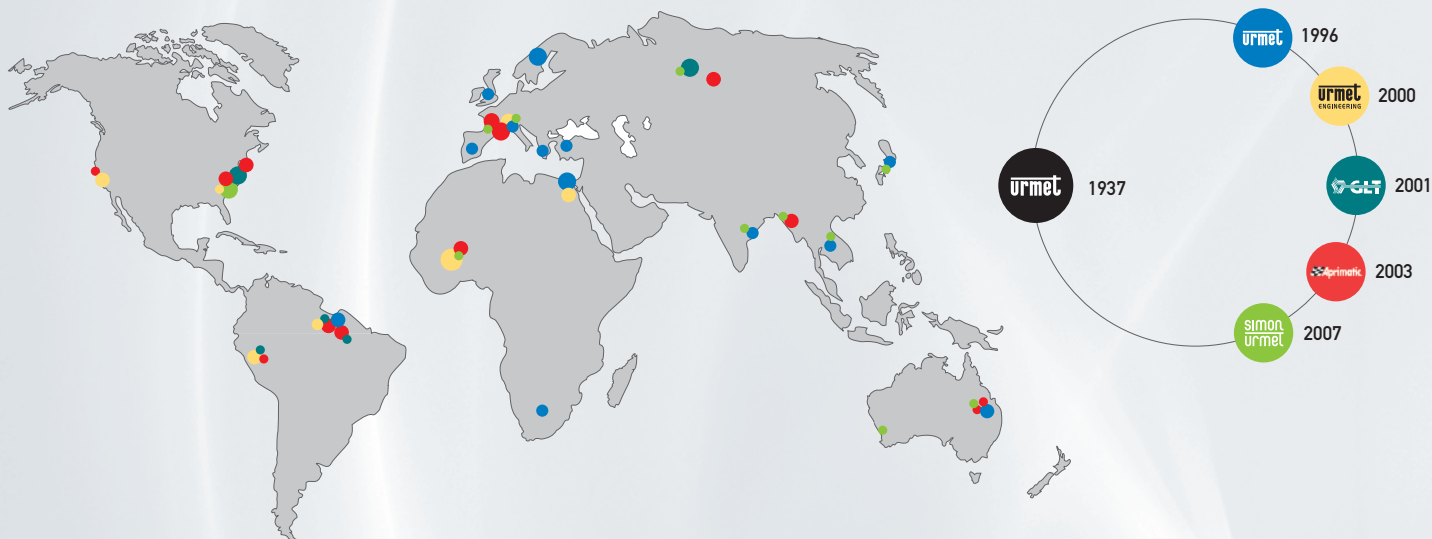 urmet
1937
urmet
1996
urmet
ENGINEERING
2000
GLT
2001
Aprimatic
2003
simon
urmet
2007